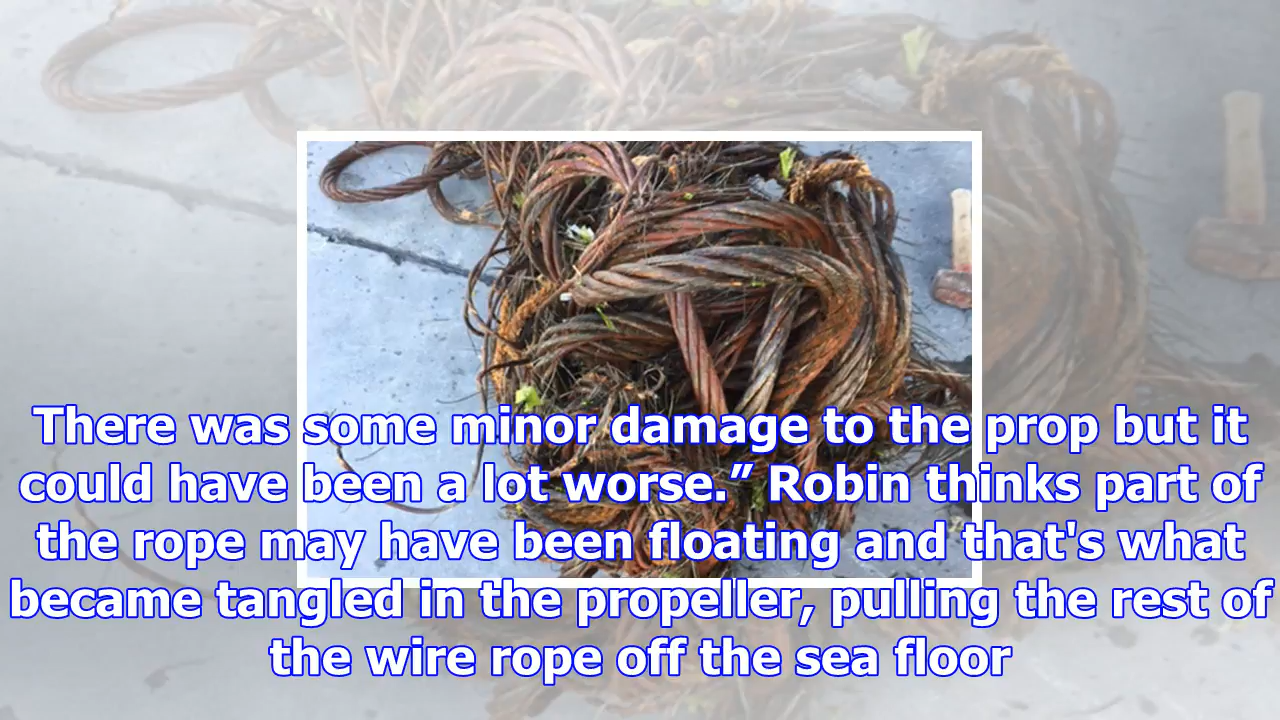 There was some minor damage to the prop but it
could have been a lot worse.” Robin thinks part of
the rope may have been floating and that's what
became tangled in the propeller, pulling the rest of
the wire rope off the sea floor